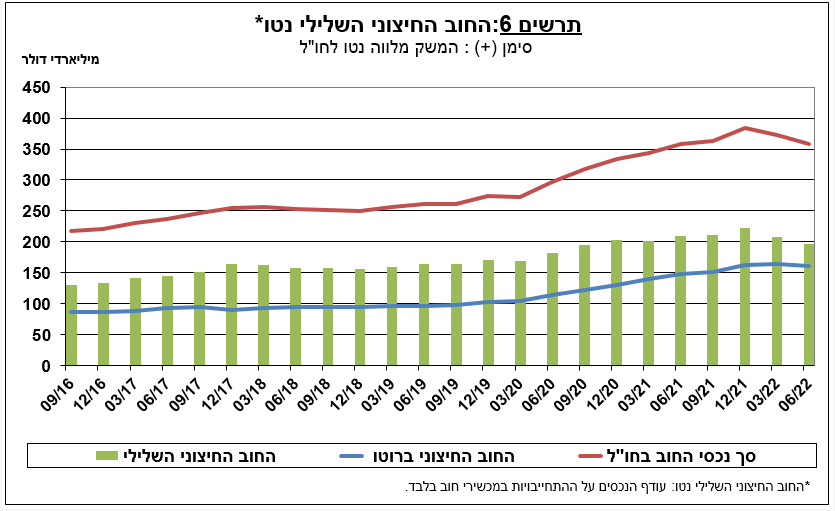 תרשים 6:החוב החיצוני השלילי נטו*
סימן (+) : המשק מלווה נטו לחו"ל
מיליארדי דולר
450
400
350
300
250
200
150
100
50
0
09/16 12/16 03/17 06/17 09/17 12/17 03/18 06/18 09/18 12/18 03/19 06/19 09/19 12/19 03/20 06/20 09/20 12/20 03/21 06/21 09/21 12/21 03/22 06/22
סך נכסי החוב בחו"ל החוב החיצוני ברוטו החוב החיצוני השלילי
*החוב החיצוני השלילי נטו: עודף הנכסים על ההתחייבויות במכשירי חוב בלבד.